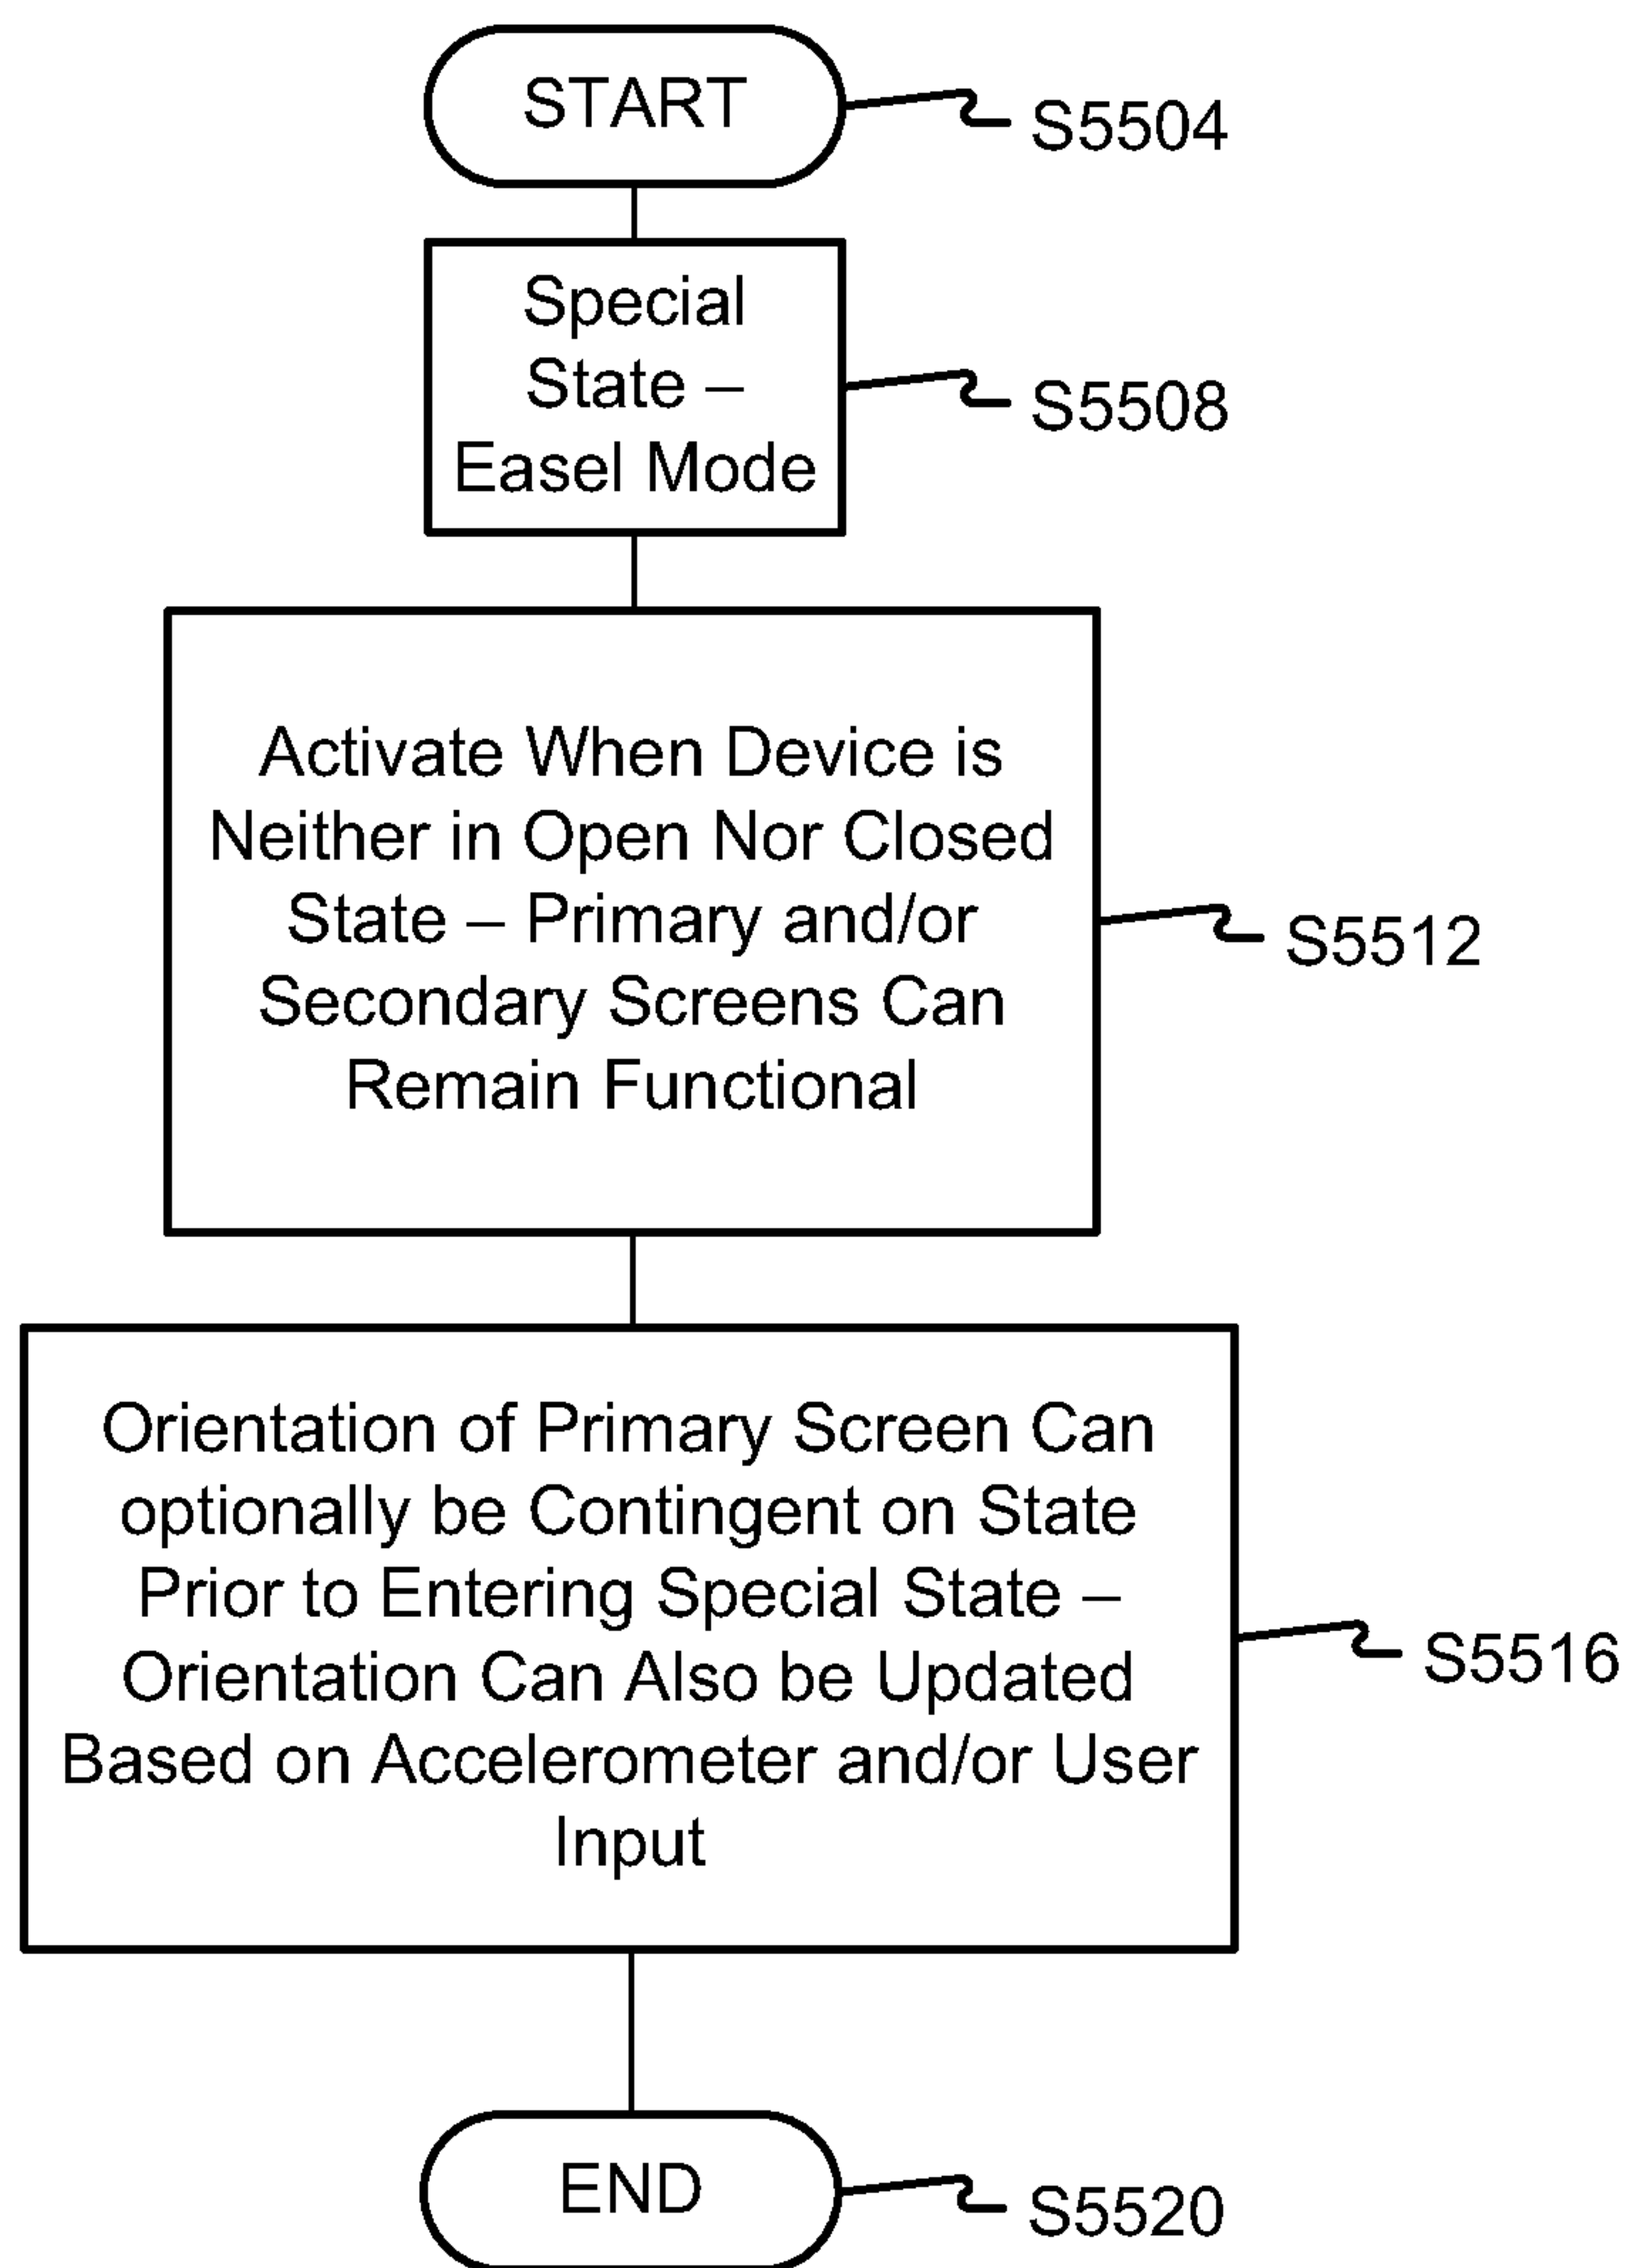 START
S5504
Special
State –
Easel Mode
S5508
Activate When Device is
Neither in Open Nor Closed
State – Primary and/or
Secondary Screens Can
Remain Functional
S5512
Orientation of Primary Screen Can
optionally be Contingent on State
Prior to Entering Special State –
Orientation Can Also be Updated
Based on Accelerometer and/or User
Input
S5516
END
S5520